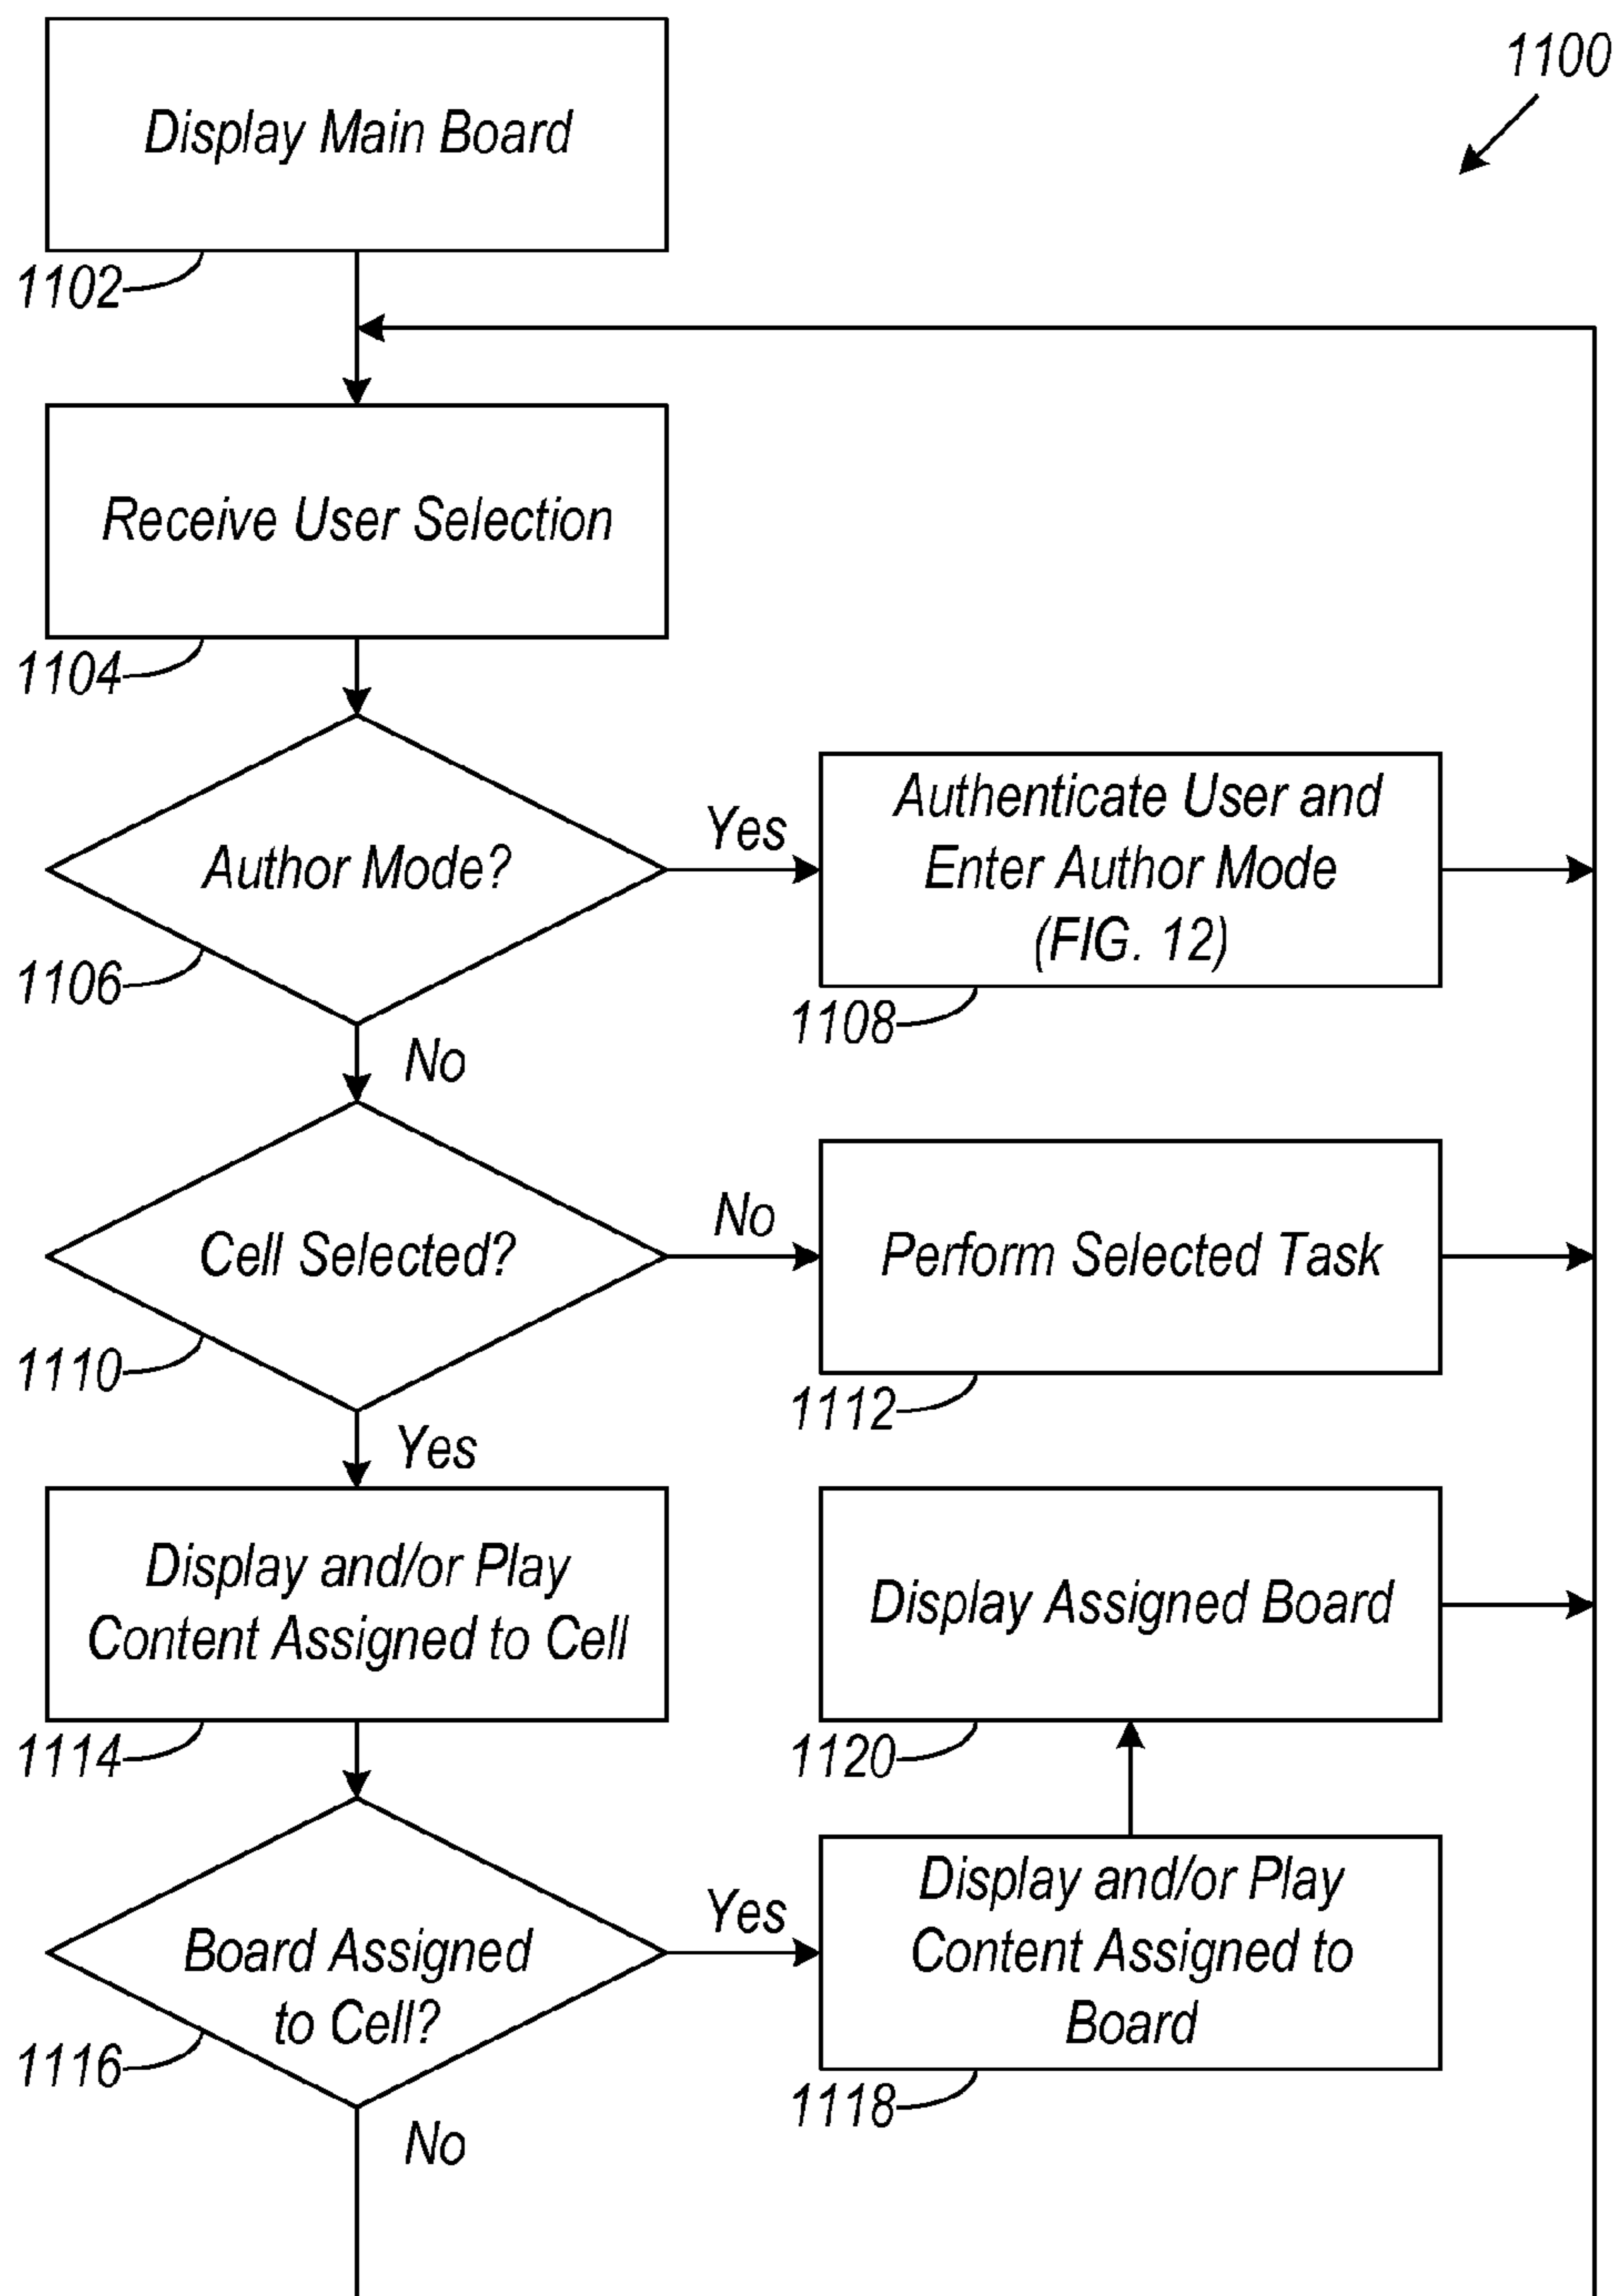 1100
Display Main Board
1102
Receive User Selection
1104
Author Mode?
1106
Yes
Authenticate User and
Enter Author Mode
(FIG. 12)
1108
No
Cell Selected?
1110
No
Perform Selected Task
1112
Yes
Display and/or Play
Content Assigned to Cell
1114
Display Assigned Board
1120
Board Assigned
to Cell?
1116
Yes
Display and/or Play
Content Assigned to
Board
1118
No